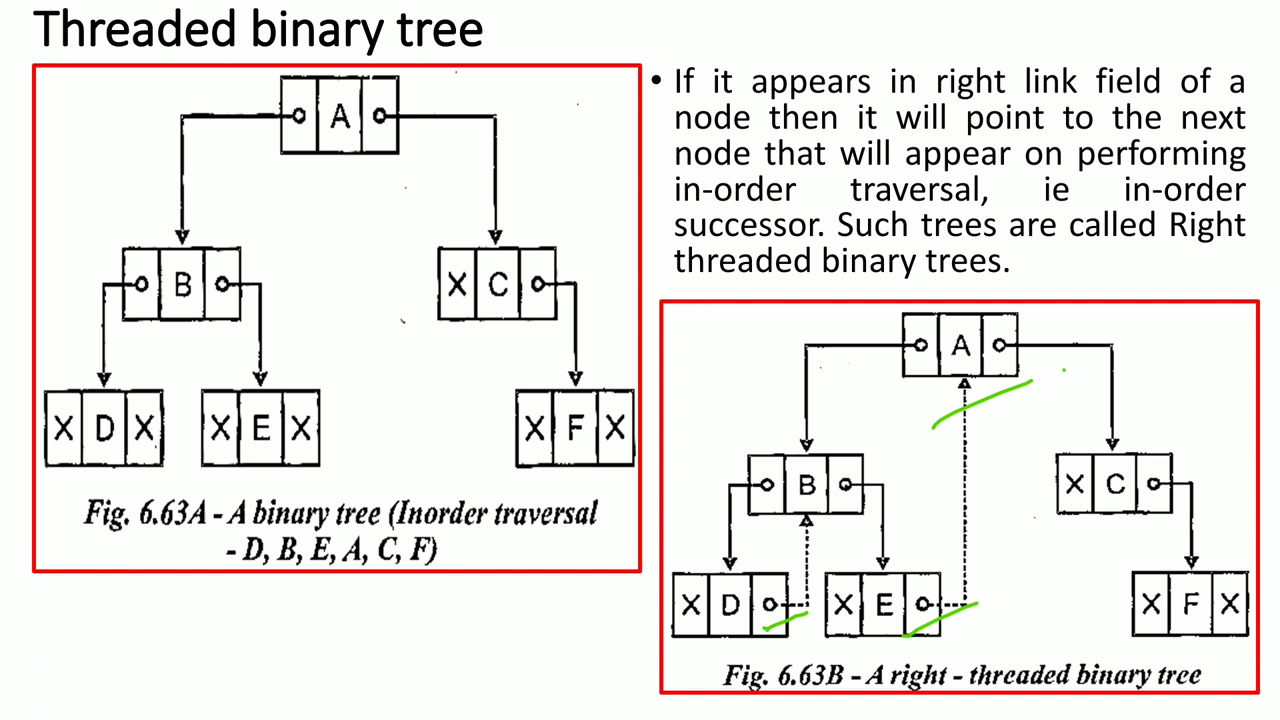 Threaded binary tree
A
B
X C
X D X
X E X
X F X
Fig. 6.63A - A binary tree (Inorder traversal
- D, B, E, A, C, F)
• If it appears in right link field of a
node then it will point to the next
node that will appear on performing
in-order traversal, ie in-order
successor. Such trees are called Right
threaded binary trees.
A
B
X C
X D
X E
X F X
Fig. 6.63B - A right - threaded binary tree